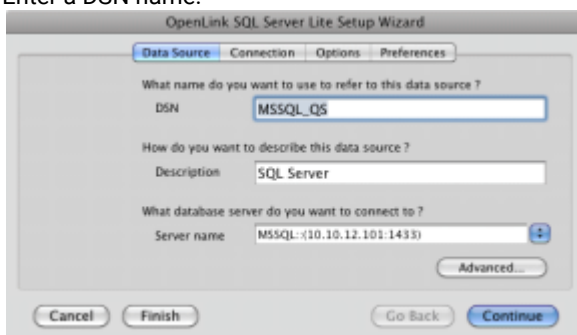 Enter a DSN name:
OpenLink SQL Server Lite Setup Wizard
Data Source Connection Options Preferences
What name do you want to use to refer to this data source ?
DSN MSSQL_QS
How do you want to describe this data source ?
Description SQL Server
What database server do you want to connect to ?
Server name MSSQL::(10.10.12.101:1433)
Advanced...
Cancel Finish Go Back Continue